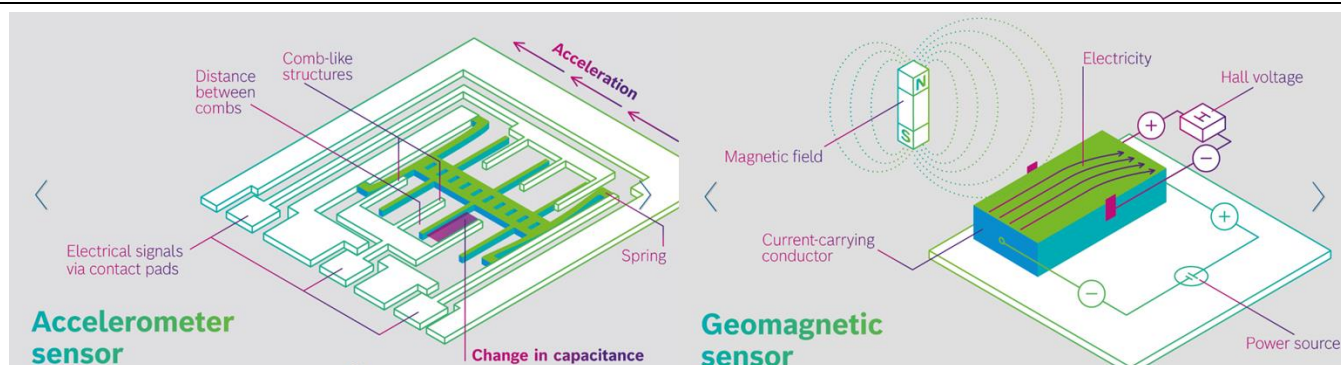 Comb-like
structures
Distance
between
combs
Acceleration
Electrical signals
via contact pads
Spring
Accelerometer
sensor
Change in capacitance
N
S
Magnetic field
Electricity
Hall voltage
+
H
−
Current-carrying
conductor
+
−
Geomagnetic
sensor
Power source